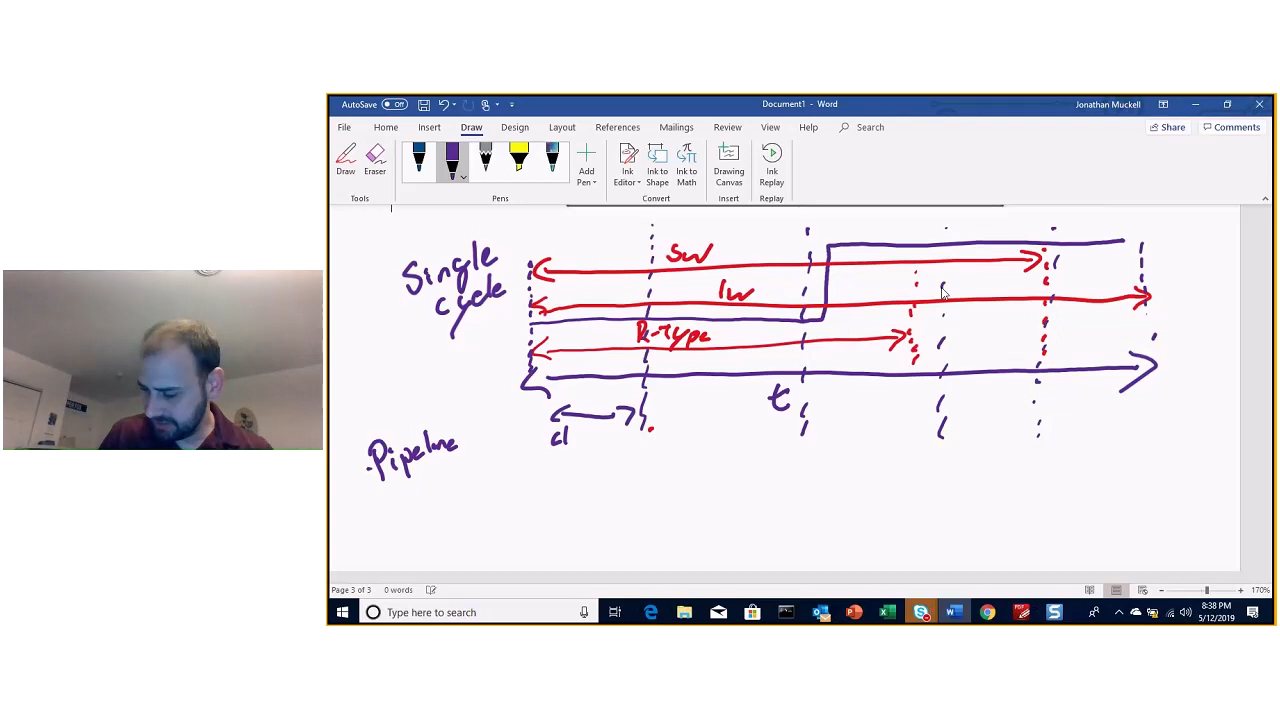 AutoSave Off Document1 - Word Jonathan Muckell
File Home Insert Draw Design Layout References Mailings Review View Help Search Share Comments
Draw Eraser Add Pen Ink Editor Ink to Shape Ink to Math Drawing Canvas Ink Replay
Tools Pens Convert Insert Replay
Single cycle
sw
lw
R-type
t
Pipeline
Page 3 of 3 0 words 170%
Type here to search 8:38 PM
5/12/2019